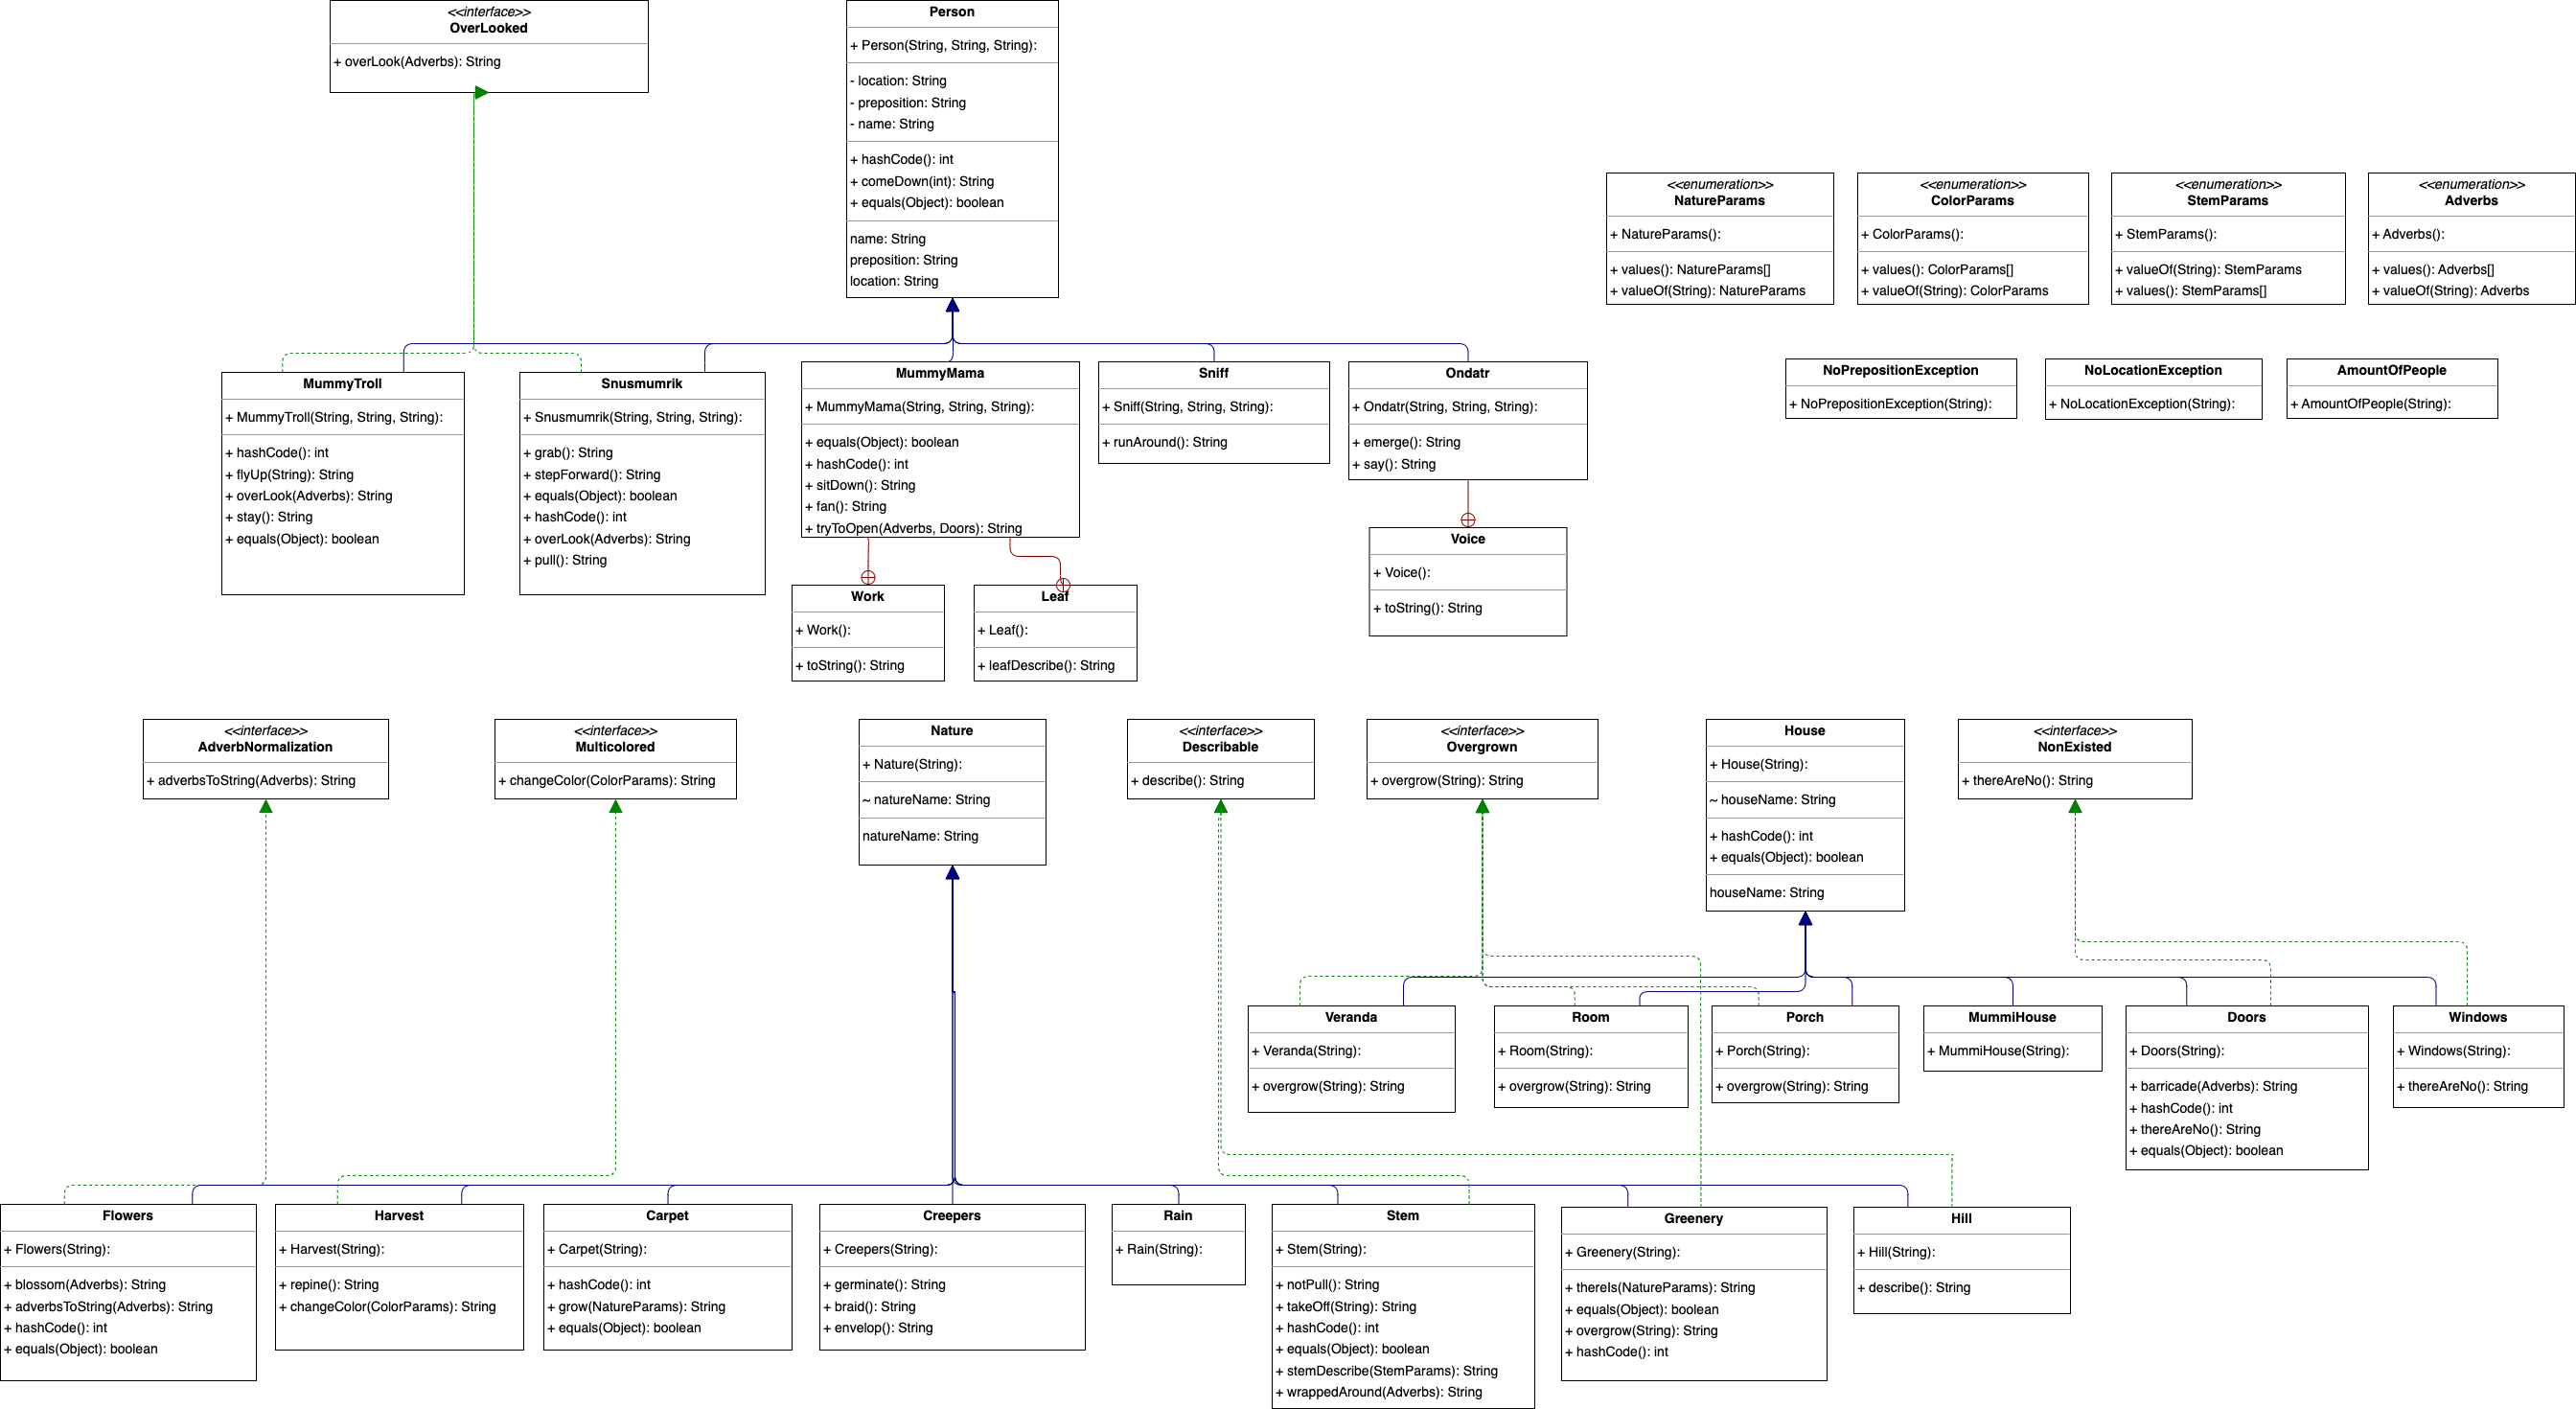 <<interface>>
OverLooked
+ overLook(Adverbs): String
Person
+ Person(String, String, String):
- location: String
- preposition: String
- name: String
+ hashCode(): int
+ comeDown(int): String
+ equals(Object): boolean
name: String
preposition: String
location: String
<<enumeration>>
NatureParams
+ NatureParams():
+ values(): NatureParams[]
+ valueOf(String): NatureParams
<<enumeration>>
ColorParams
+ ColorParams():
+ values(): ColorParams[]
+ valueOf(String): ColorParams
<<enumeration>>
StemParams
+ StemParams():
+ valueOf(String): StemParams
+ values(): StemParams[]
<<enumeration>>
Adverbs
+ Adverbs():
+ values(): Adverbs[]
+ valueOf(String): Adverbs
MummyTroll
+ MummyTroll(String, String, String):
+ hashCode(): int
+ flyUp(String): String
+ overLook(Adverbs): String
+ stay(): String
+ equals(Object): boolean
Snusmumrik
+ Snusmumrik(String, String, String):
+ grab(): String
+ stepForward(): String
+ equals(Object): boolean
+ hashCode(): int
+ overLook(Adverbs): String
+ pull(): String
MummyMama
+ MummyMama(String, String, String):
+ equals(Object): boolean
+ hashCode(): int
+ sitDown(): String
+ fan(): String
+ tryToOpen(Adverbs, Doors): String
Sniff
+ Sniff(String, String, String):
+ runAround(): String
Ondatr
+ Ondatr(String, String, String):
+ emerge(): String
+ say(): String
NoPrepositionException
+ NoPrepositionException(String):
NoLocationException
+ NoLocationException(String):
AmountOfPeople
+ AmountOfPeople(String):
Work
+ Work():
+ toString(): String
Leaf
+ Leaf():
+ leafDescribe(): String
Voice
+ Voice():
+ toString(): String
<<interface>>
AdverbNormalization
+ adverbsToString(Adverbs): String
<<interface>>
Multicolored
+ changeColor(ColorParams): String
Nature
+ Nature(String):
~ natureName: String
natureName: String
<<interface>>
Describable
+ describe(): String
<<interface>>
Overgrown
+ overgrow(String): String
House
+ House(String):
~ houseName: String
+ hashCode(): int
+ equals(Object): boolean
houseName: String
<<interface>>
NonExisted
+ thereAreNo(): String
Veranda
+ Veranda(String):
+ overgrow(String): String
Room
+ Room(String):
+ overgrow(String): String
Porch
+ Porch(String):
+ overgrow(String): String
MummiHouse
+ MummiHouse(String):
Doors
+ Doors(String):
+ barricade(Adverbs): String
+ hashCode(): int
+ thereAreNo(): String
+ equals(Object): boolean
Windows
+ Windows(String):
+ thereAreNo(): String
Flowers
+ Flowers(String):
+ blossom(Adverbs): String
+ adverbsToString(Adverbs): String
+ hashCode(): int
+ equals(Object): boolean
Harvest
+ Harvest(String):
+ repine(): String
+ changeColor(ColorParams): String
Carpet
+ Carpet(String):
+ hashCode(): int
+ grow(NatureParams): String
+ equals(Object): boolean
Creepers
+ Creepers(String):
+ germinate(): String
+ braid(): String
+ envelop(): String
Rain
+ Rain(String):
Stem
+ Stem(String):
+ notPull(): String
+ takeOff(String): String
+ hashCode(): int
+ equals(Object): boolean
+ stemDescribe(StemParams): String
+ wrappedAround(Adverbs): String
Greenery
+ Greenery(String):
+ thereIs(NatureParams): String
+ equals(Object): boolean
+ overgrow(String): String
+ hashCode(): int
Hill
+ Hill(String):
+ describe(): String